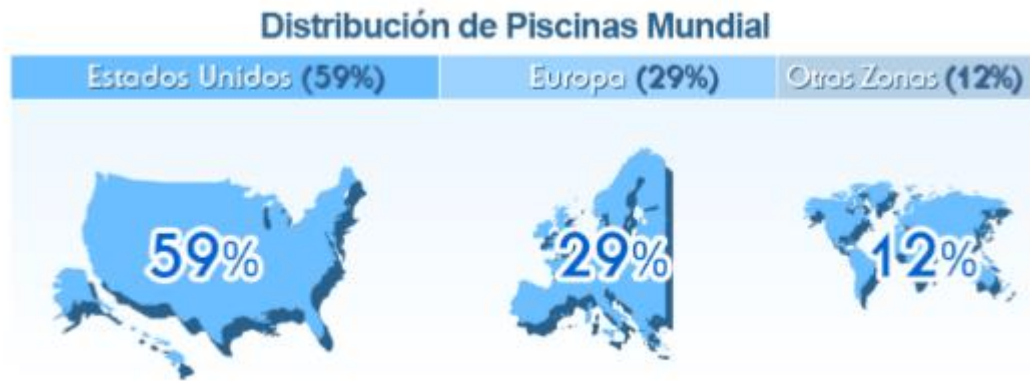 Distribución de Piscinas Mundial
Estados Unidos (59%) Europa (29%) Otras Zonas (12%)
59% 29% 12%